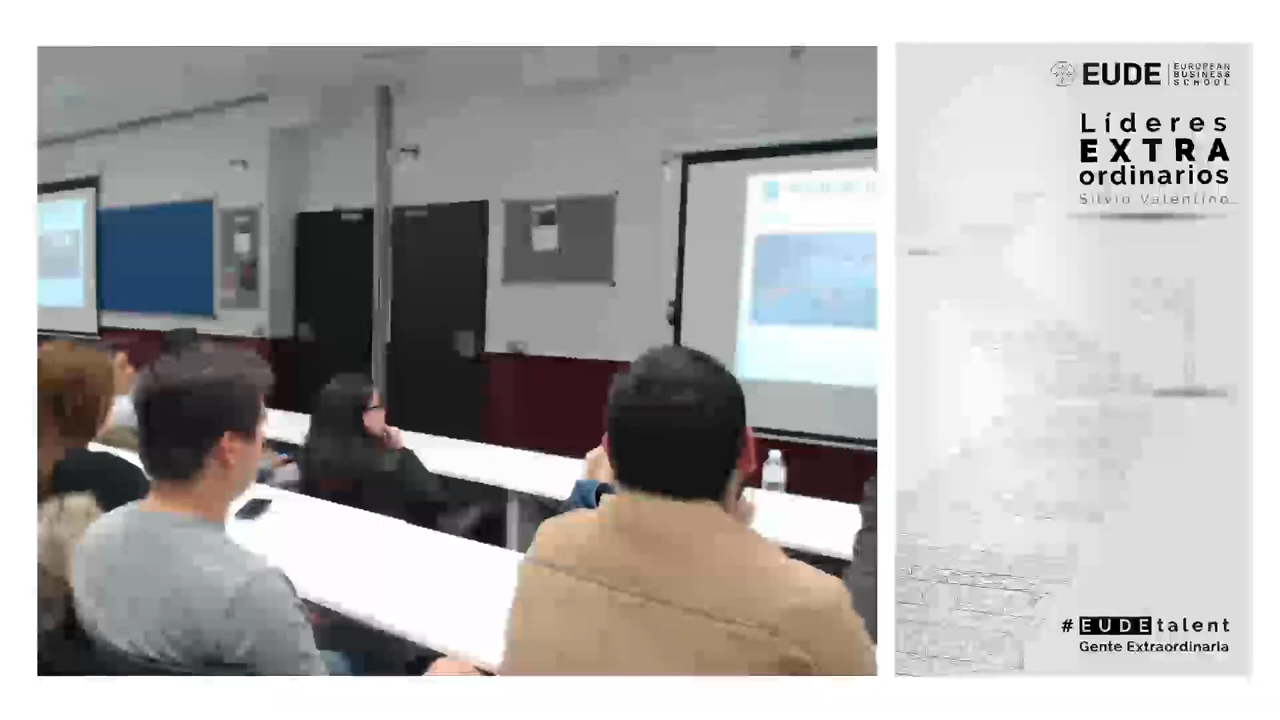 EUDE
EUROPEAN
BUSINESS
SCHOOL
Líderes
EXTRA
ordinarios
Silvio Valentino
#EUDEtalent
Gente Extraordinaria